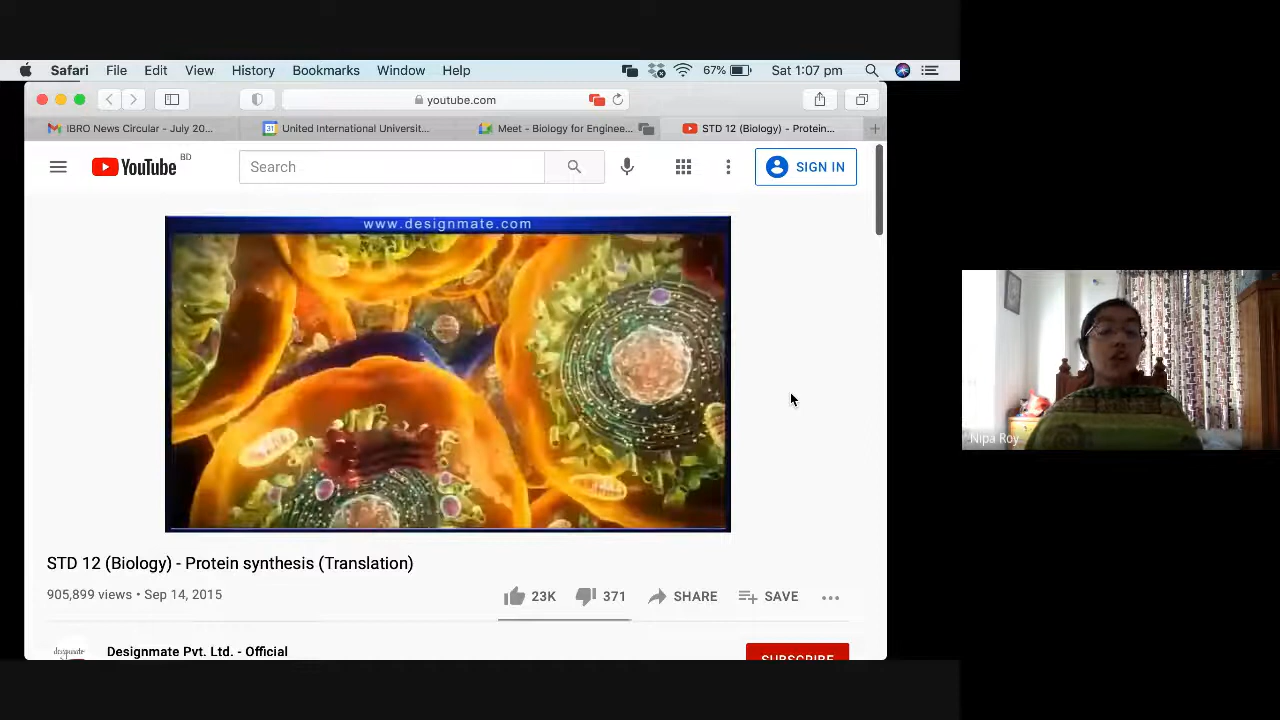 Safari File Edit View History Bookmarks Window Help 67% Sat 1:07 pm
youtube.com
IBRO News Circular - July 20... United International Universit... Meet - Biology for Enginee... STD 12 (Biology) - Protein...
YouTube BD Search SIGN IN
www.designmate.com
Nipa Roy
STD 12 (Biology) - Protein synthesis (Translation)
905,899 views • Sep 14, 2015 23K 371 SHARE SAVE
designmate
Designmate Pvt. Ltd. - Official SUBSCRIBE